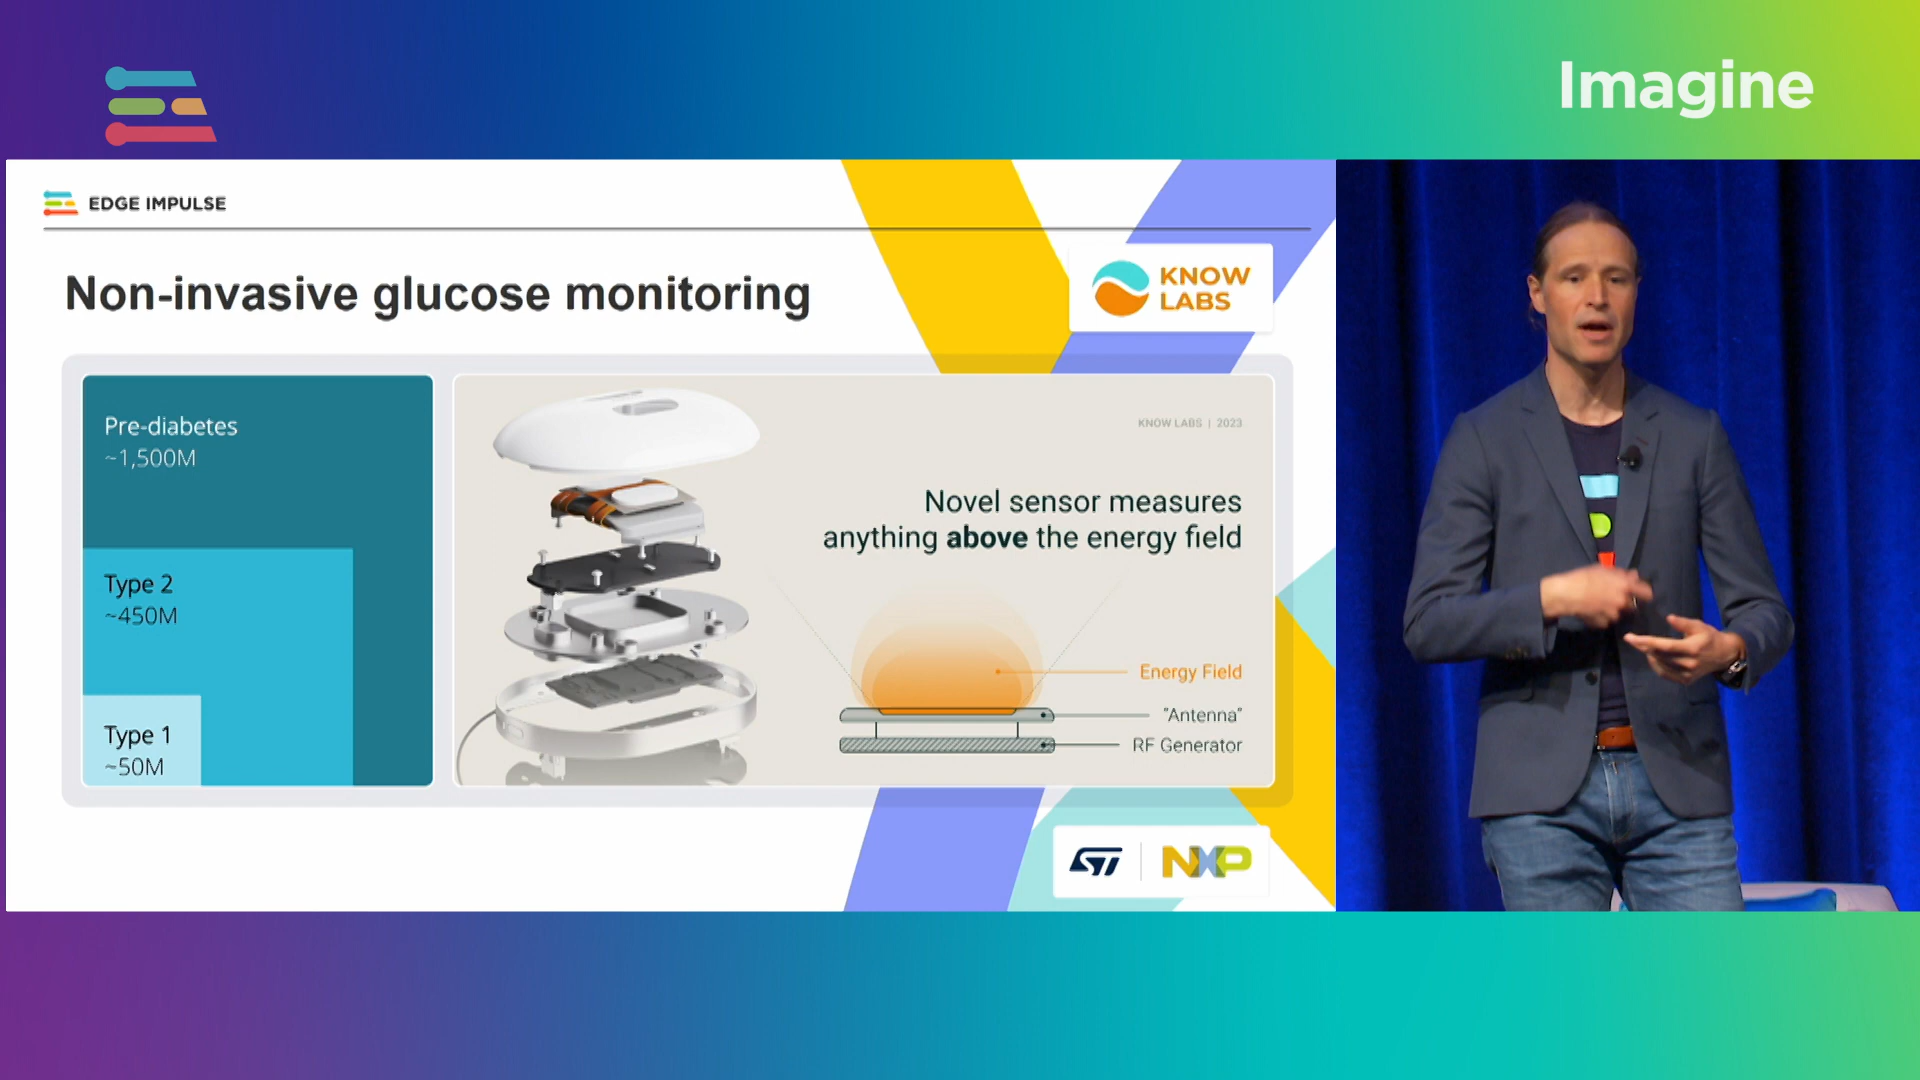 Imagine
EDGE IMPULSE
Non-invasive glucose monitoring
KNOW
LABS
Pre-diabetes
~1,500M
Type 2
~450M
Type 1
~50M
KNOW LABS | 2023
Novel sensor measures
anything above the energy field
Energy Field
"Antenna"
RF Generator
ST
NXP